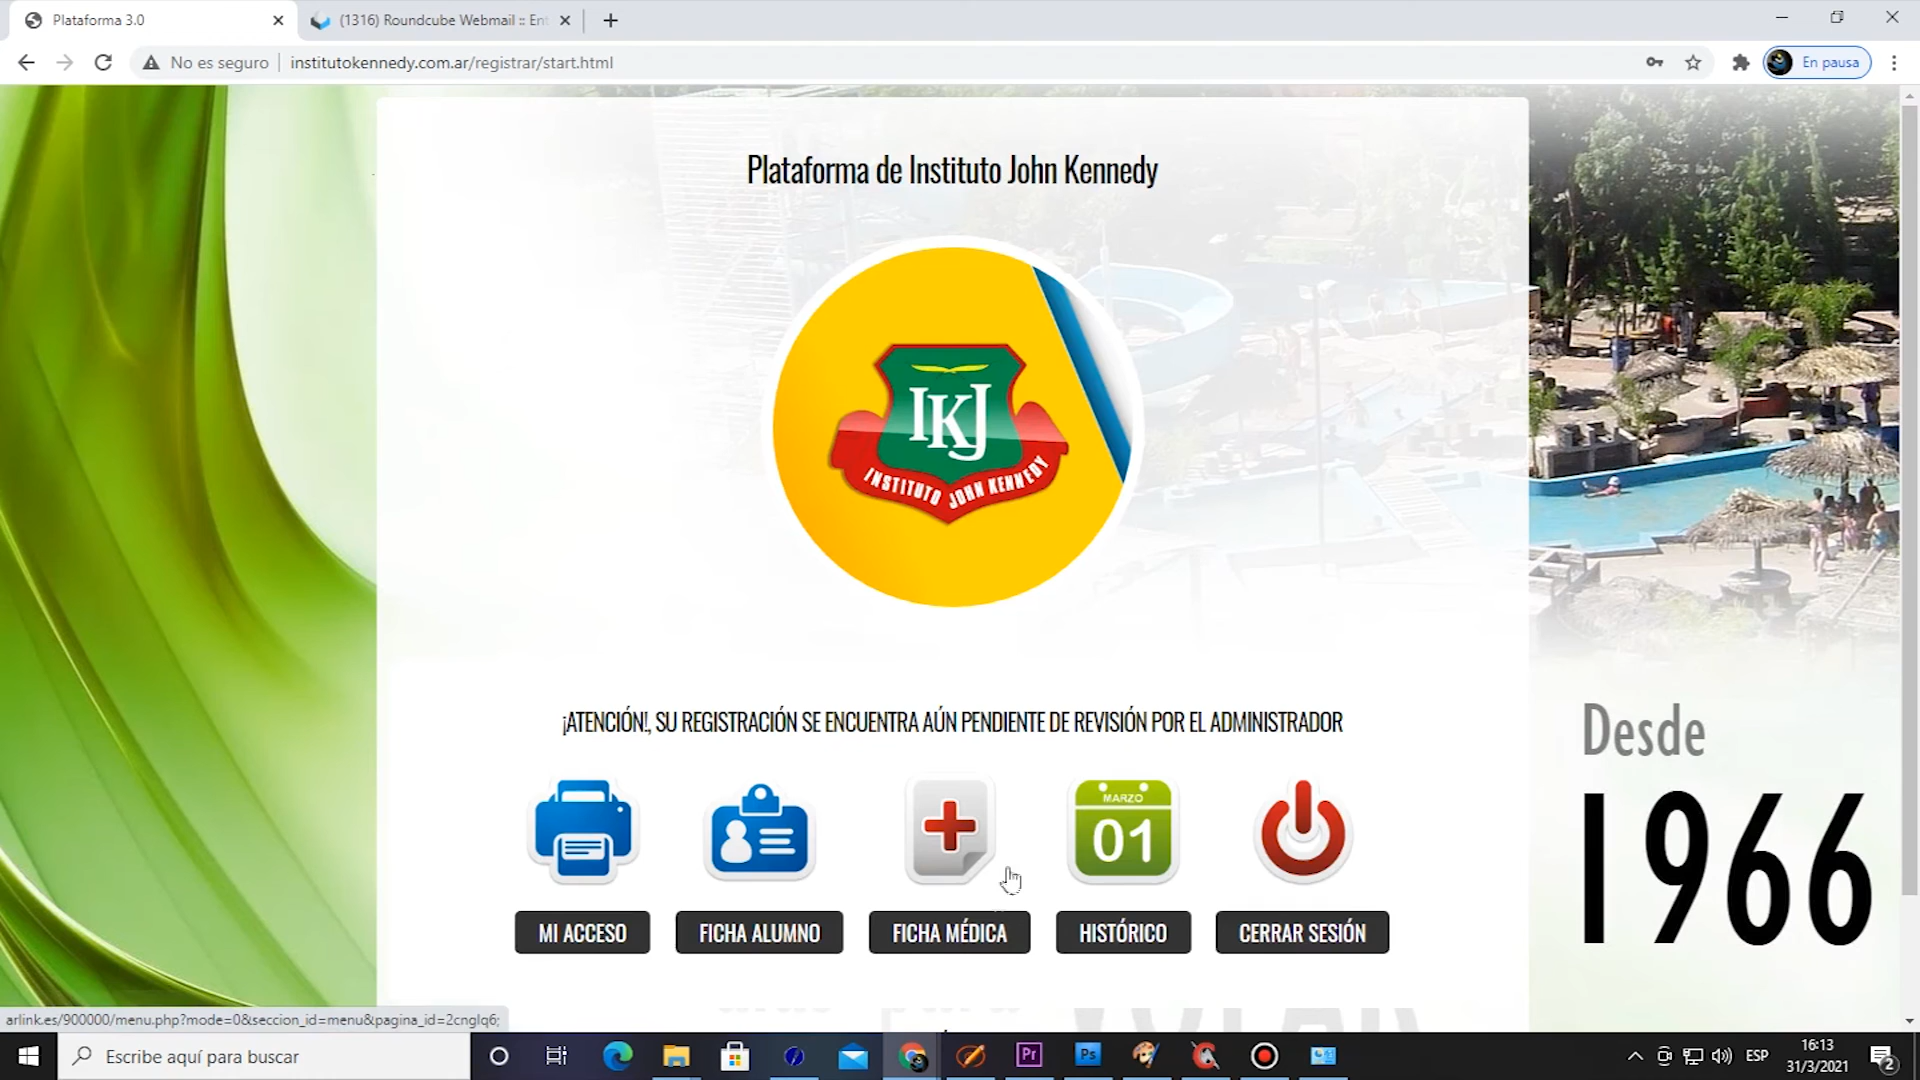 Plataforma 3.0
(1316) Roundcube Webmail :: Ent
No es seguro
institutokennedy.com.ar/registrar/start.html
En pausa
Plataforma de Instituto John Kennedy
IKJ
INSTITUTO JOHN KENNEDY
¡ATENCIÓN!, SU REGISTRACIÓN SE ENCUENTRA AÚN PENDIENTE DE REVISIÓN POR EL ADMINISTRADOR
Desde
1966
MARZO
01
MI ACCESO
FICHA ALUMNO
FICHA MÉDICA
HISTÓRICO
CERRAR SESIÓN
arlink.es/900000/menu.php?mode=0&seccion_id=menu&pagina_id=2cnglq6;
Escribe aquí para buscar
Pr
Ps
ESP
16:13
31/3/2021
2